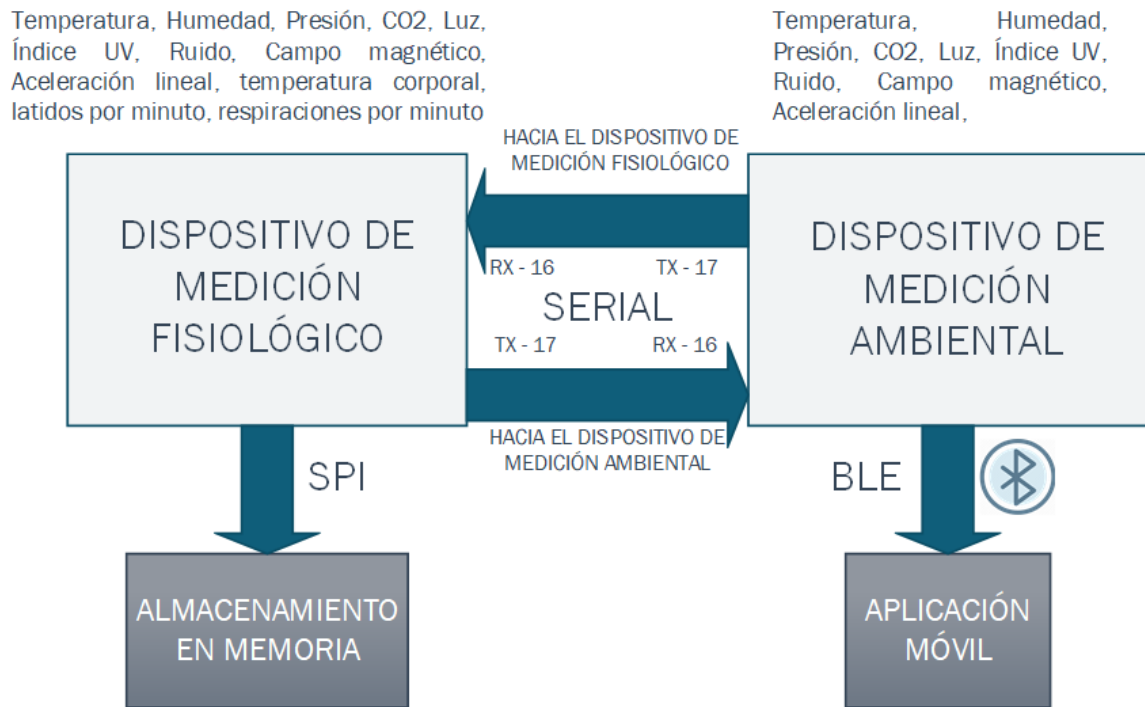 Temperatura, Humedad, Presión, CO2, Luz,
Índice UV, Ruido, Campo magnético,
Aceleración lineal, temperatura corporal,
latidos por minuto, respiraciones por minuto
Temperatura, Humedad,
Presión, CO2, Luz, Índice UV,
Ruido, Campo magnético,
Aceleración lineal,
HACIA EL DISPOSITIVO DE
MEDICIÓN FISIOLÓGICO
DISPOSITIVO DE
MEDICIÓN
FISIOLÓGICO
RX - 16
TX - 17
SERIAL
TX - 17
RX - 16
DISPOSITIVO DE
MEDICIÓN
AMBIENTAL
HACIA EL DISPOSITIVO DE
MEDICIÓN AMBIENTAL
SPI
BLE
ALMACENAMIENTO
EN MEMORIA
APLICACIÓN
MÓVIL